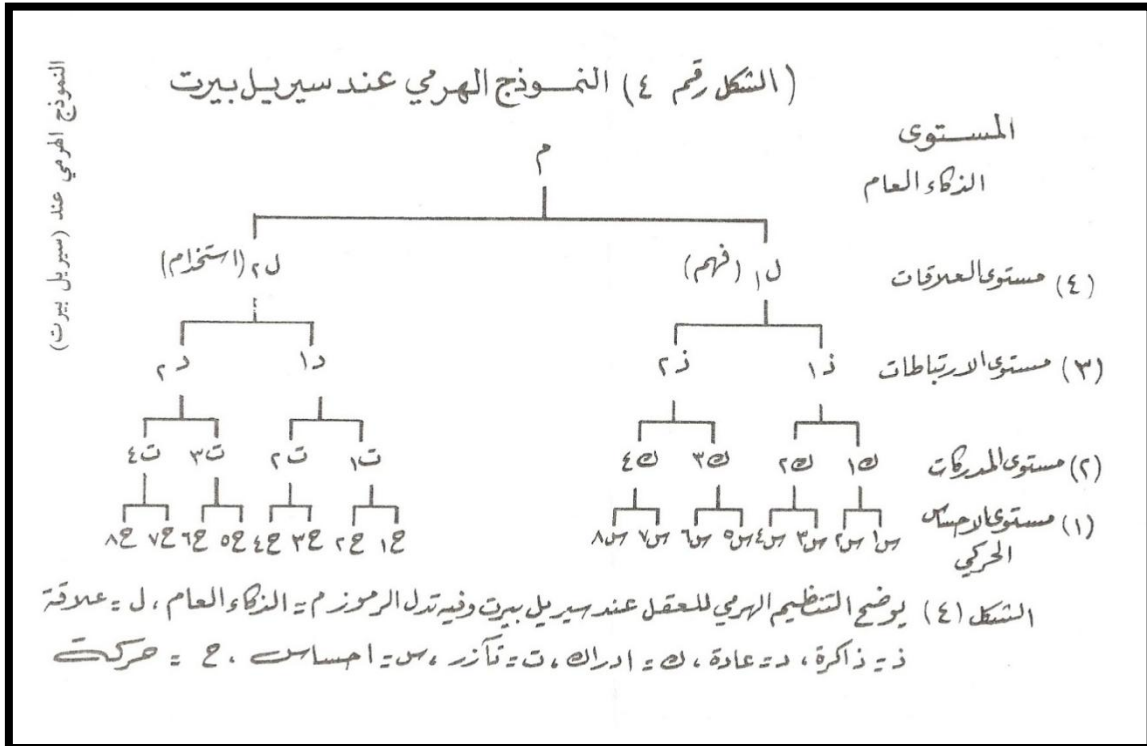 (الشكل رقم ٤) النموذج الهرمي عند سيريل بيرت
النموذج الهرمي عند (سيريل بيرت)
المستوى
م
الذكاء العام
(٤) مستوى العلاقات ل١ (فهم) ل٢ (استخدام)
(٣) مستوى الارتباطات ذ١ ذ٢ د١ د٢
(٢) مستوى المدركات ك١ ك٢ ك٣ ك٤ ت١ ت٢ ت٣ ت٤
(١) مستوى الاحساس س١ س٢ س٣ س٤ س٥ س٦ س٧ س٨ ح١ ح٢ ح٣ ح٤ ح٥ ح٦ ح٧ ح٨
الحركي
الشكل (٤) يوضح التنظيم الهرمي للعقل عند سيريل بيرت وفيه تدل الرموز م = الذكاء العام ، ل = علاقة
ذ = ذاكرة ، د = عادة ، ك = ادراك ، ت = تآزر ، س = احساس ، ح = حركة